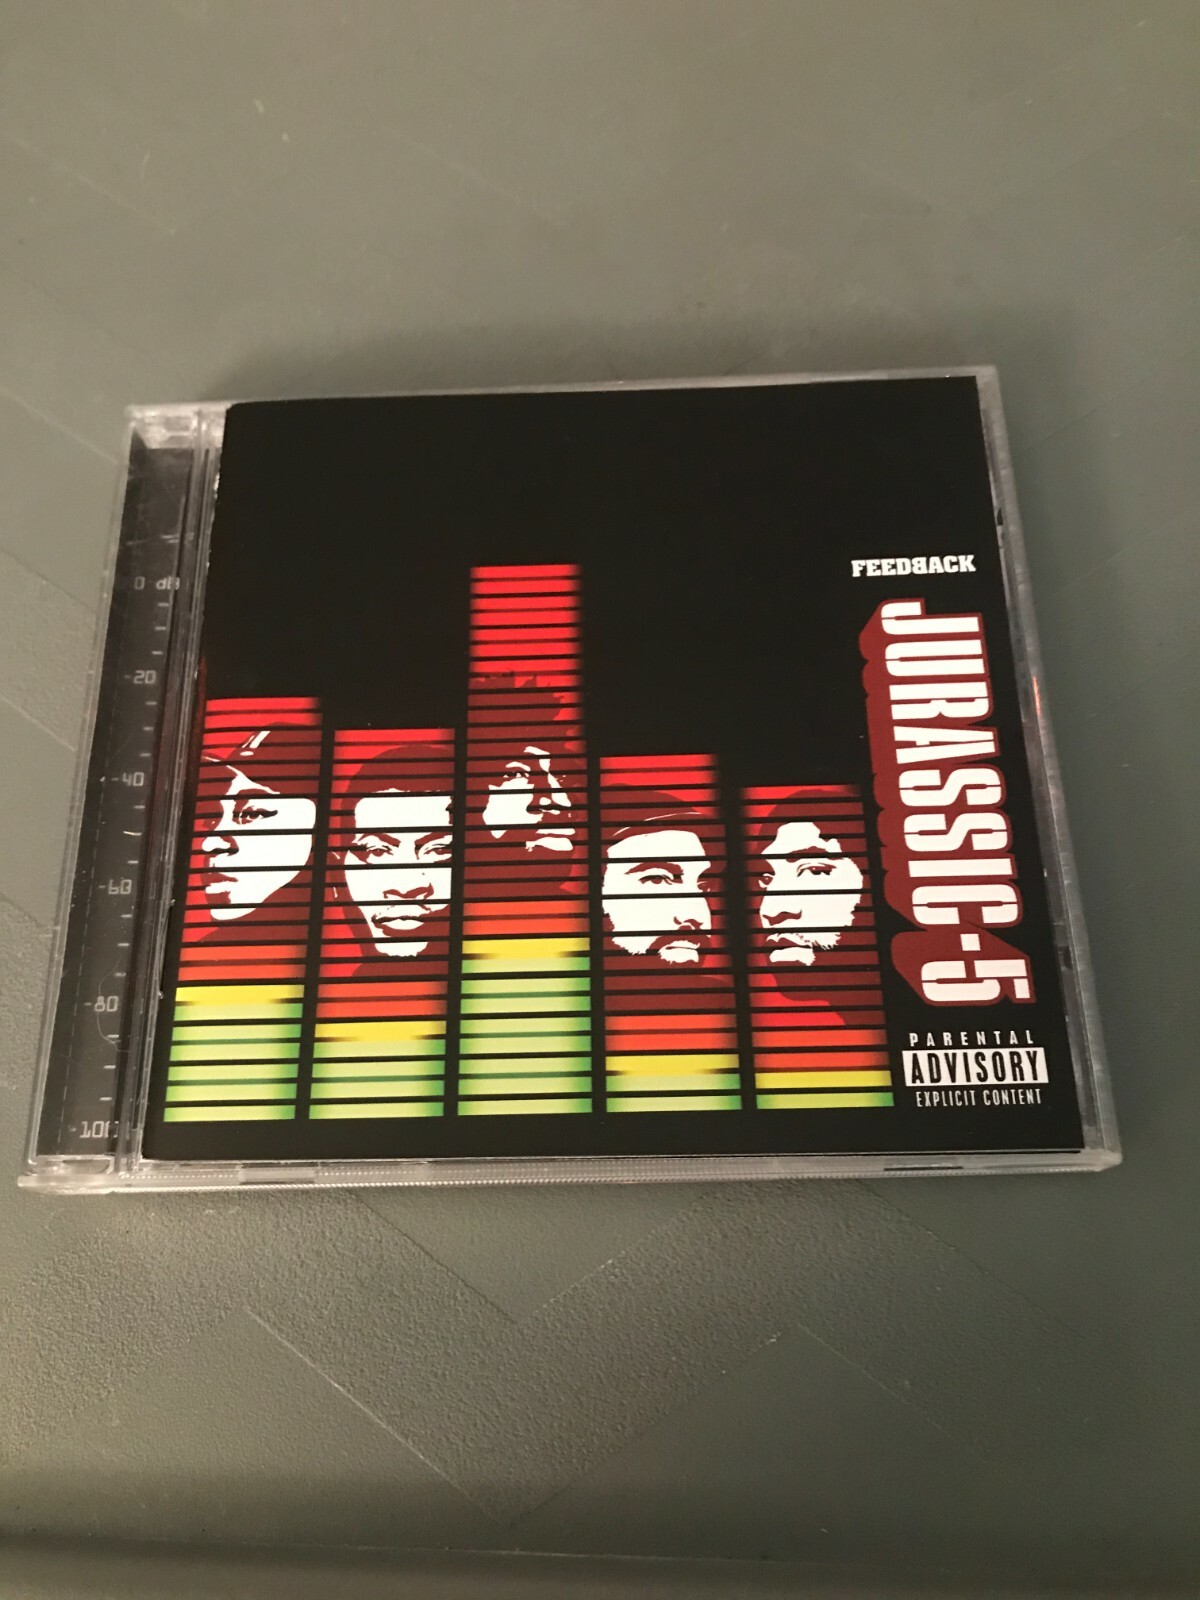 0 dB
-20
-40
-60
-80
-100
FEEDBACK
JURASSIC-5
PARENTAL
ADVISORY
EXPLICIT CONTENT